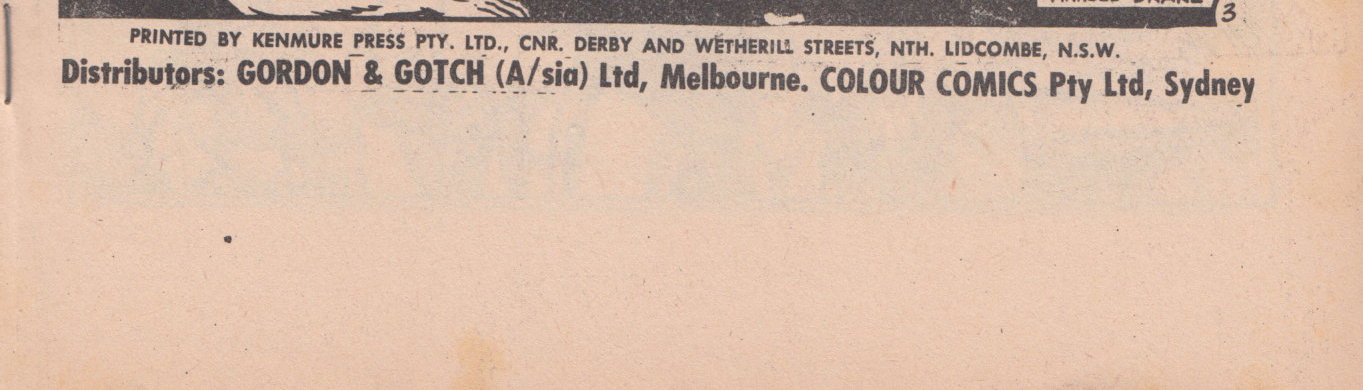 3
PRINTED BY KENMURE PRESS PTY. LTD., CNR. DERBY AND WETHERILL STREETS, NTH. LIDCOMBE, N.S.W.
Distributors: GORDON & GOTCH (A/sia) Ltd, Melbourne. COLOUR COMICS Pty Ltd, Sydney